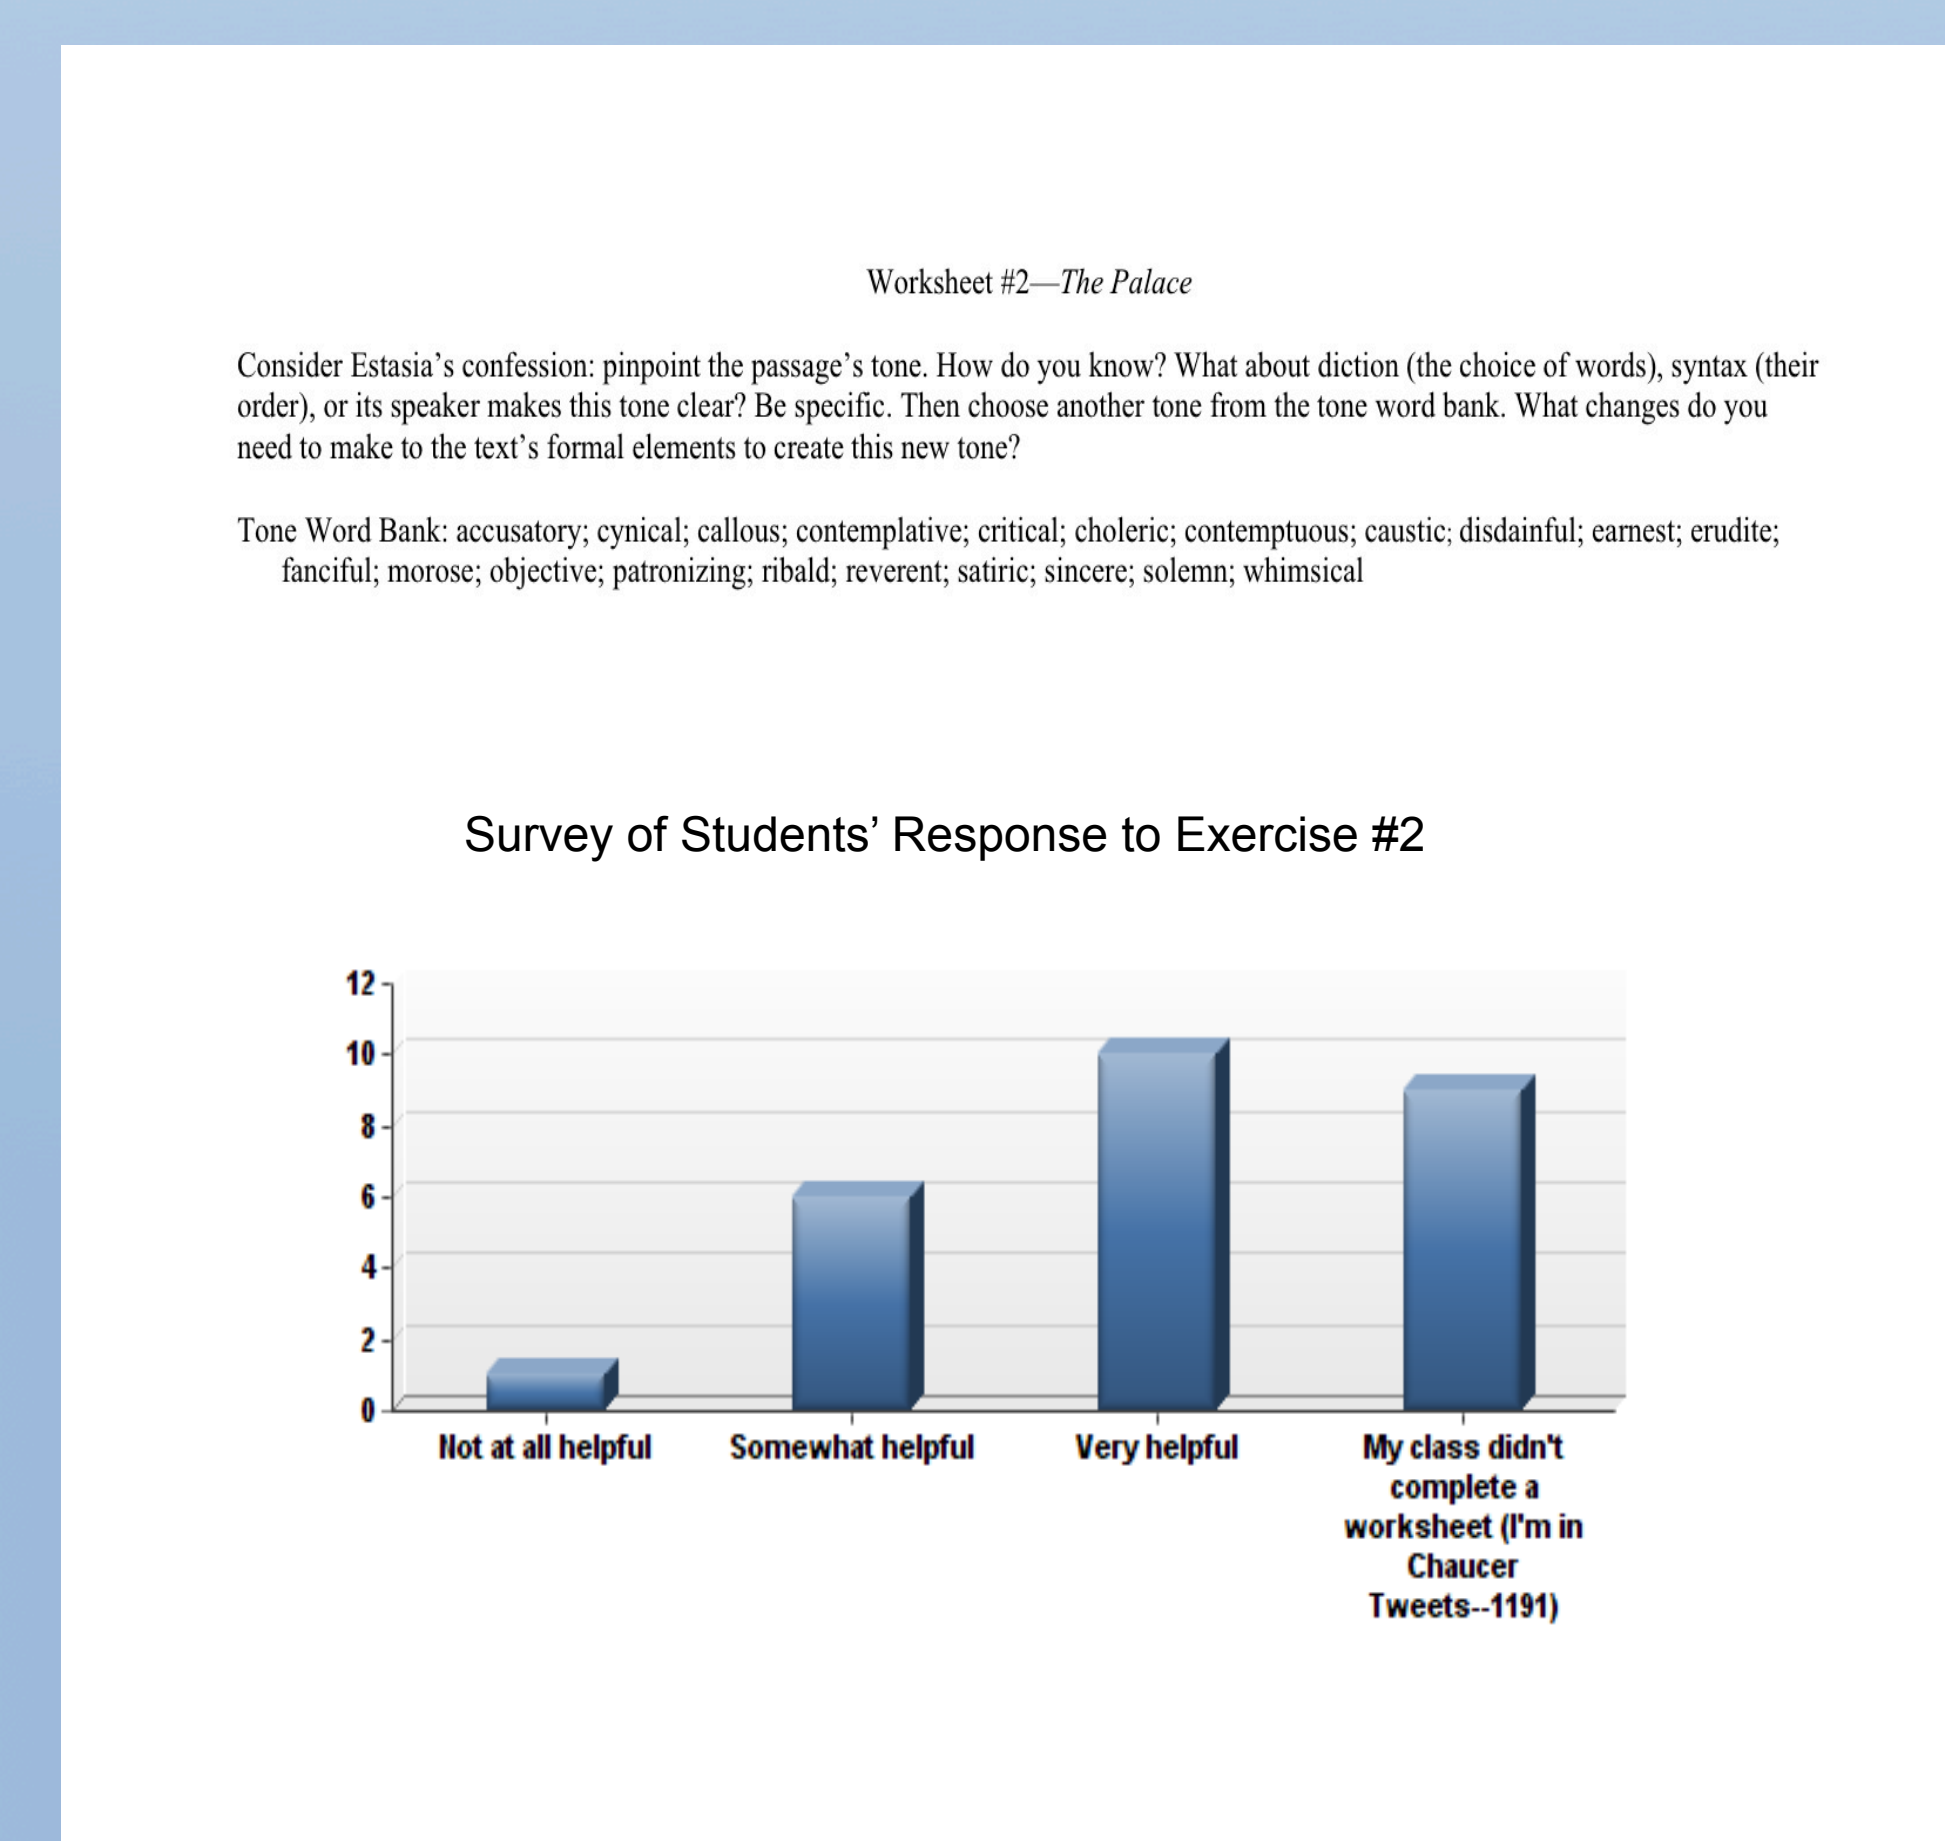 Worksheet #2—The Palace
Consider Estasia’s confession: pinpoint the passage’s tone. How do you know? What about diction (the choice of words), syntax (their
order), or its speaker makes this tone clear? Be specific. Then choose another tone from the tone word bank. What changes do you
need to make to the text’s formal elements to create this new tone?
Tone Word Bank: accusatory; cynical; callous; contemplative; critical; choleric; contemptuous; caustic; disdainful; earnest; erudite;
fanciful; morose; objective; patronizing; ribald; reverent; satiric; sincere; solemn; whimsical
Survey of Students’ Response to Exercise #2
12
10
8
6
4
2
0
Not at all helpful
Somewhat helpful
Very helpful
My class didn't
complete a
worksheet (I'm in
Chaucer
Tweets--1191)